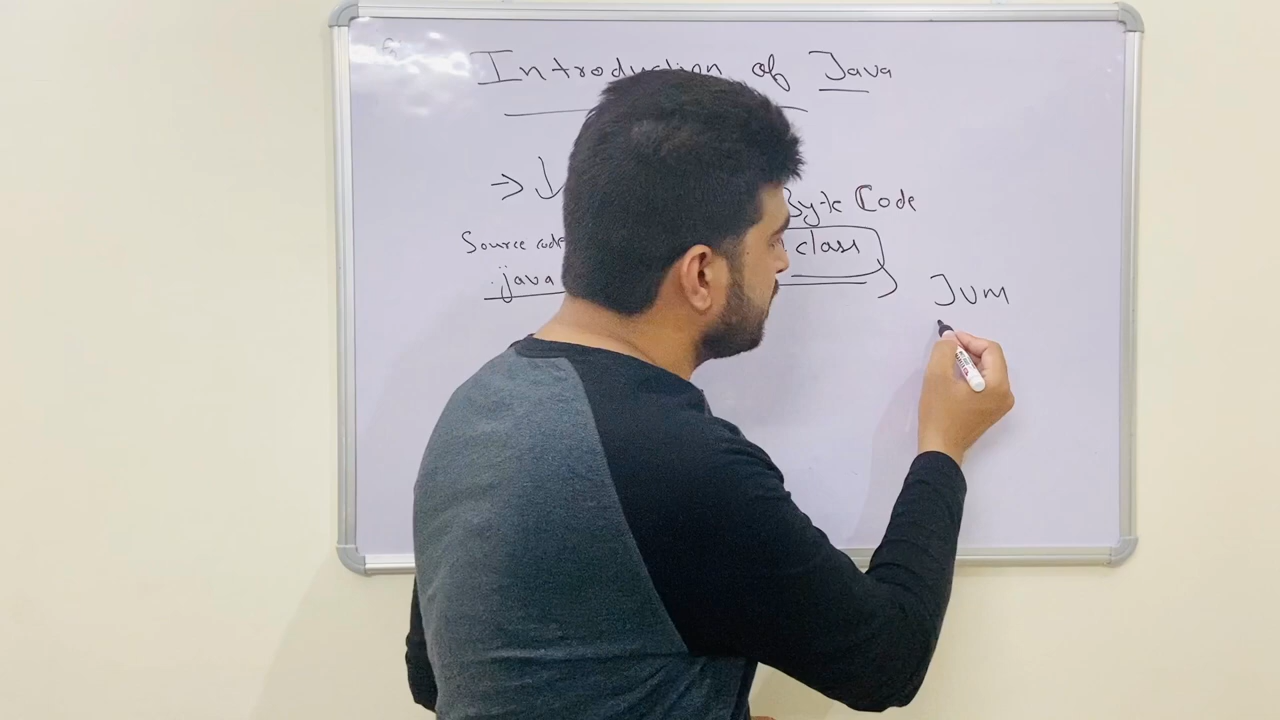 Introduction of Java
→ J
Byte Code
Source code
.class
.java
JVM